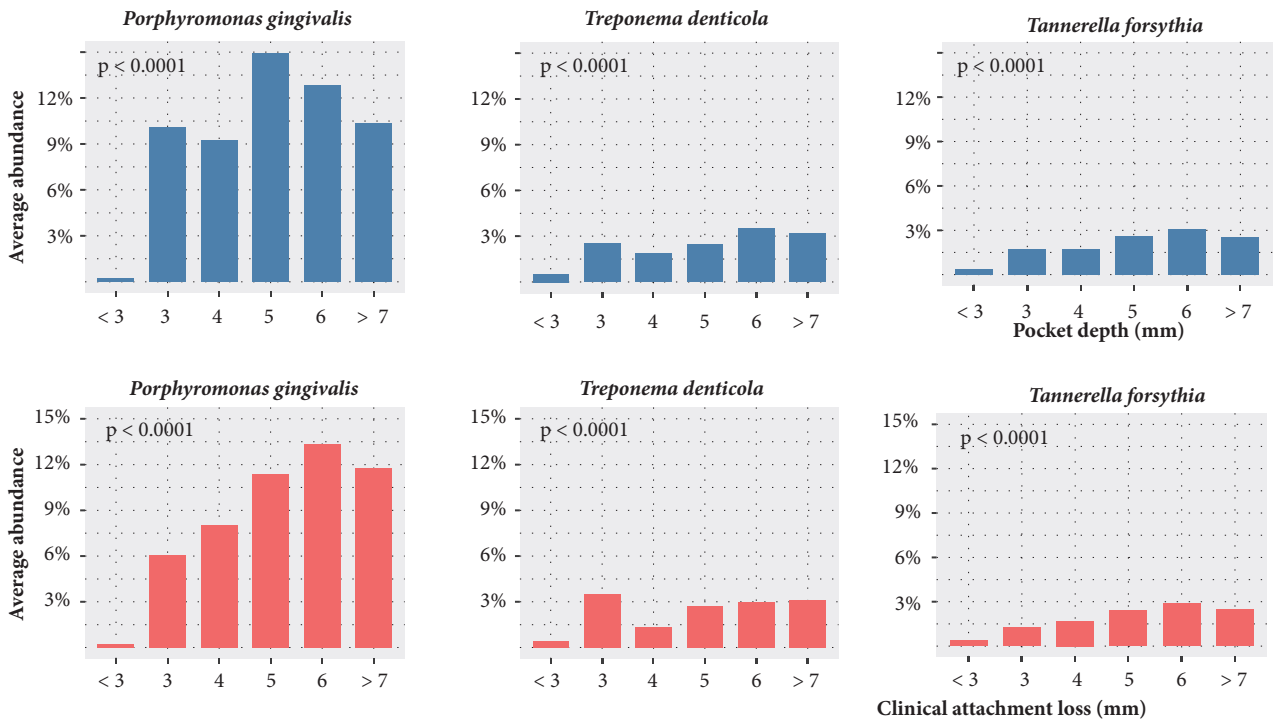 Porphyromonas gingivalis
Treponema denticola
Tannerella forsythia
p < 0.0001
p < 0.0001
p < 0.0001
Average abundance
12%
9%
6%
3%
12%
9%
6%
3%
12%
9%
6%
3%
< 3 3 4 5 6 > 7
< 3 3 4 5 6 > 7
< 3 3 4 5 6 > 7
Pocket depth (mm)
Porphyromonas gingivalis
Treponema denticola
Tannerella forsythia
p < 0.0001
p < 0.0001
p < 0.0001
Average abundance
15%
12%
9%
6%
3%
15%
12%
9%
6%
3%
15%
12%
9%
6%
3%
< 3 3 4 5 6 > 7
< 3 3 4 5 6 > 7
< 3 3 4 5 6 > 7
Clinical attachment loss (mm)